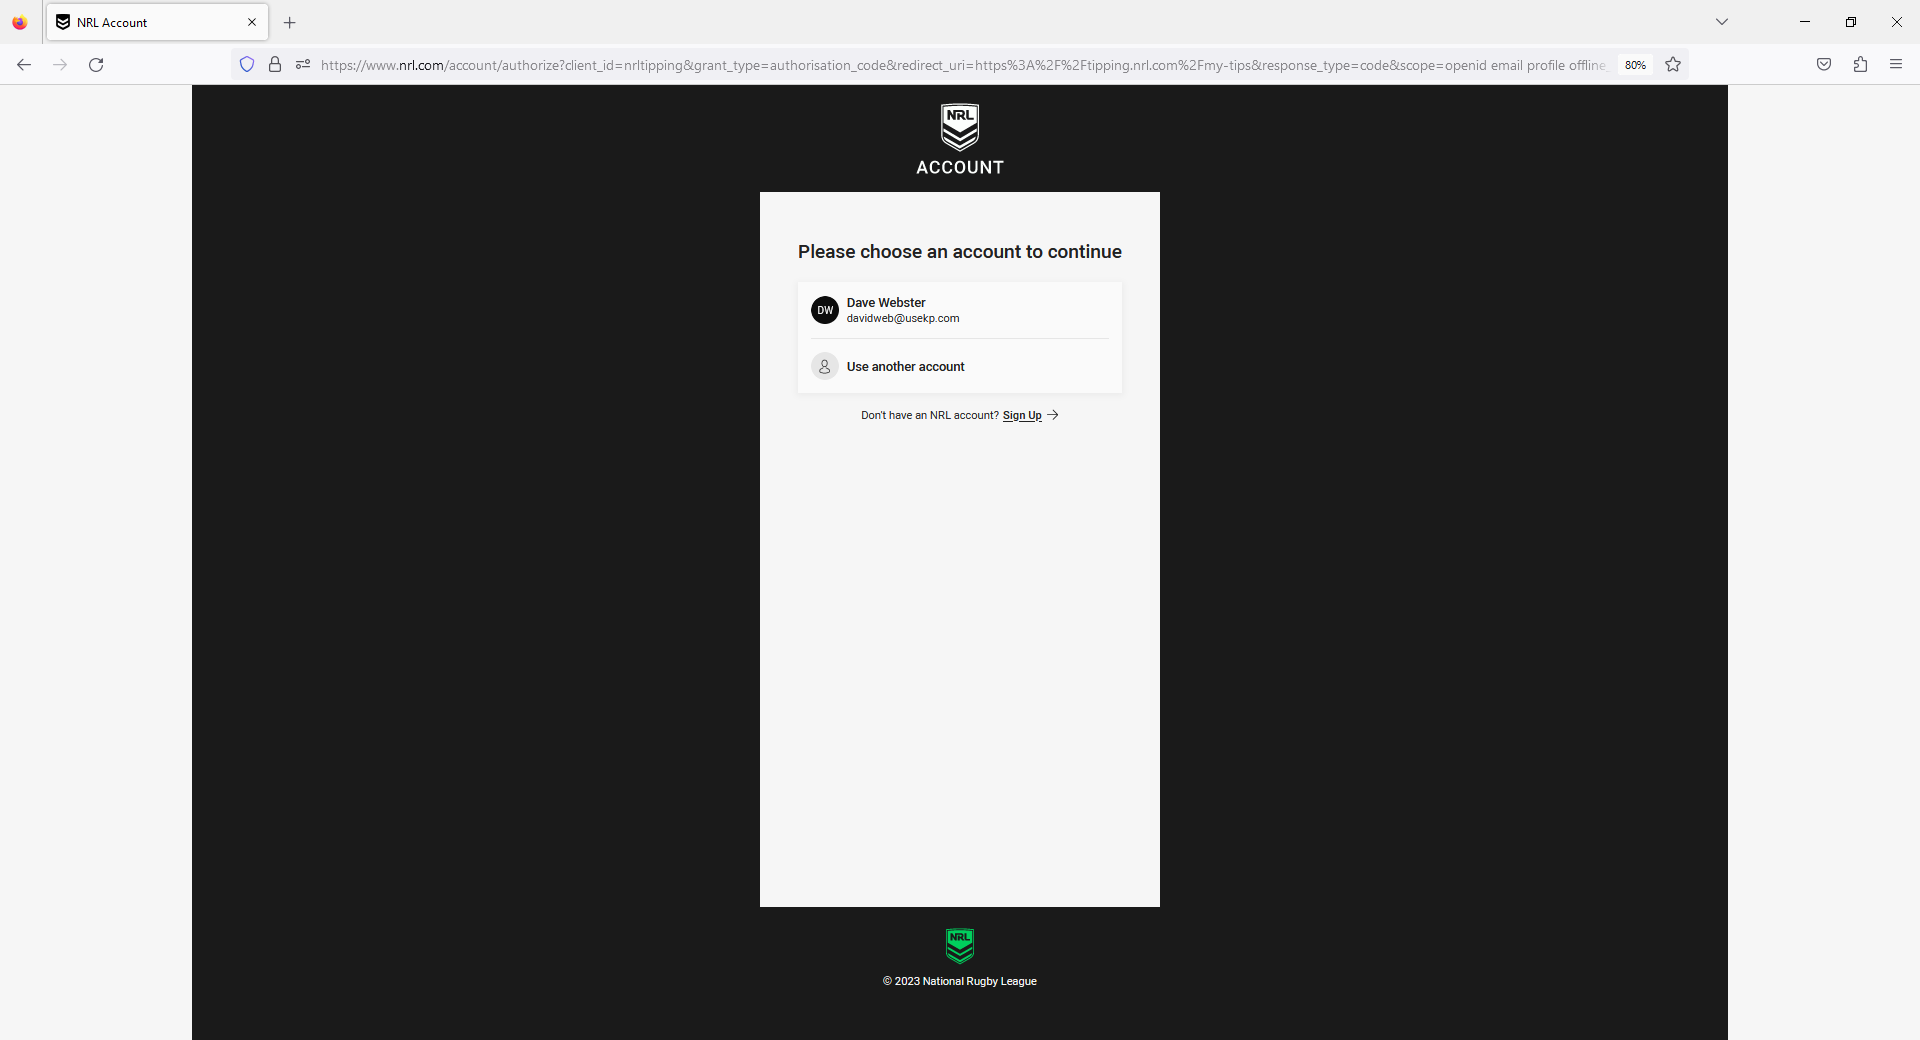 NRL Account
https://www.nrl.com/account/authorize?client_id=nrltipping&grant_type=authorisation_code&redirect_uri=https%3A%2F%2Ftipping.nrl.com%2Fmy-tips&response_type=code&scope=openid email profile offline_
80%
NRL
ACCOUNT
Please choose an account to continue
DW
Dave Webster
davidweb@usekp.com
Use another account
Don't have an NRL account? Sign Up
NRL
© 2023 National Rugby League